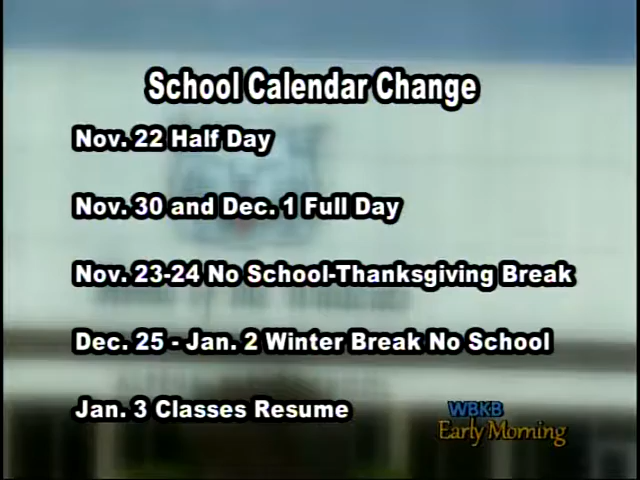 School Calendar Change
Nov. 22 Half Day
Nov. 30 and Dec. 1 Full Day
Nov. 23-24 No School-Thanksgiving Break
Dec. 25 - Jan. 2 Winter Break No School
Jan. 3 Classes Resume
WBKB
Early Morning